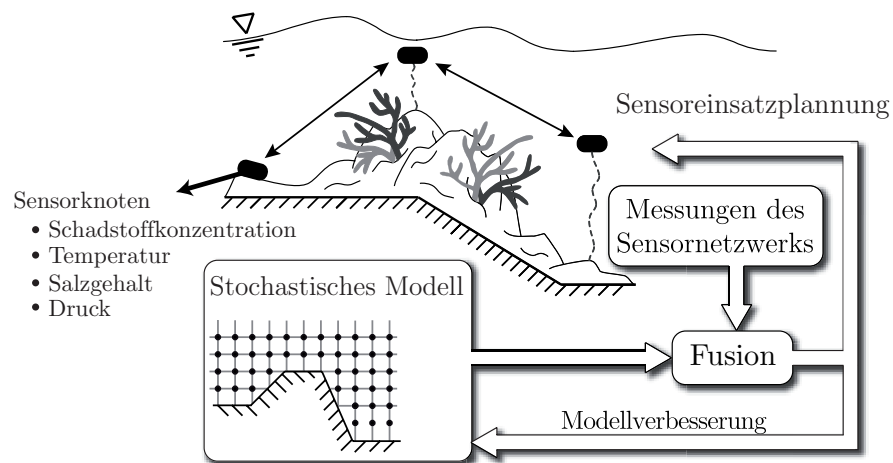 Sensoreinsatzplannung
Sensorknoten
• Schadstoffkonzentration
• Temperatur
• Salzgehalt
• Druck
Messungen des
Sensornetzwerks
Stochastisches Modell
Fusion
Modellverbesserung